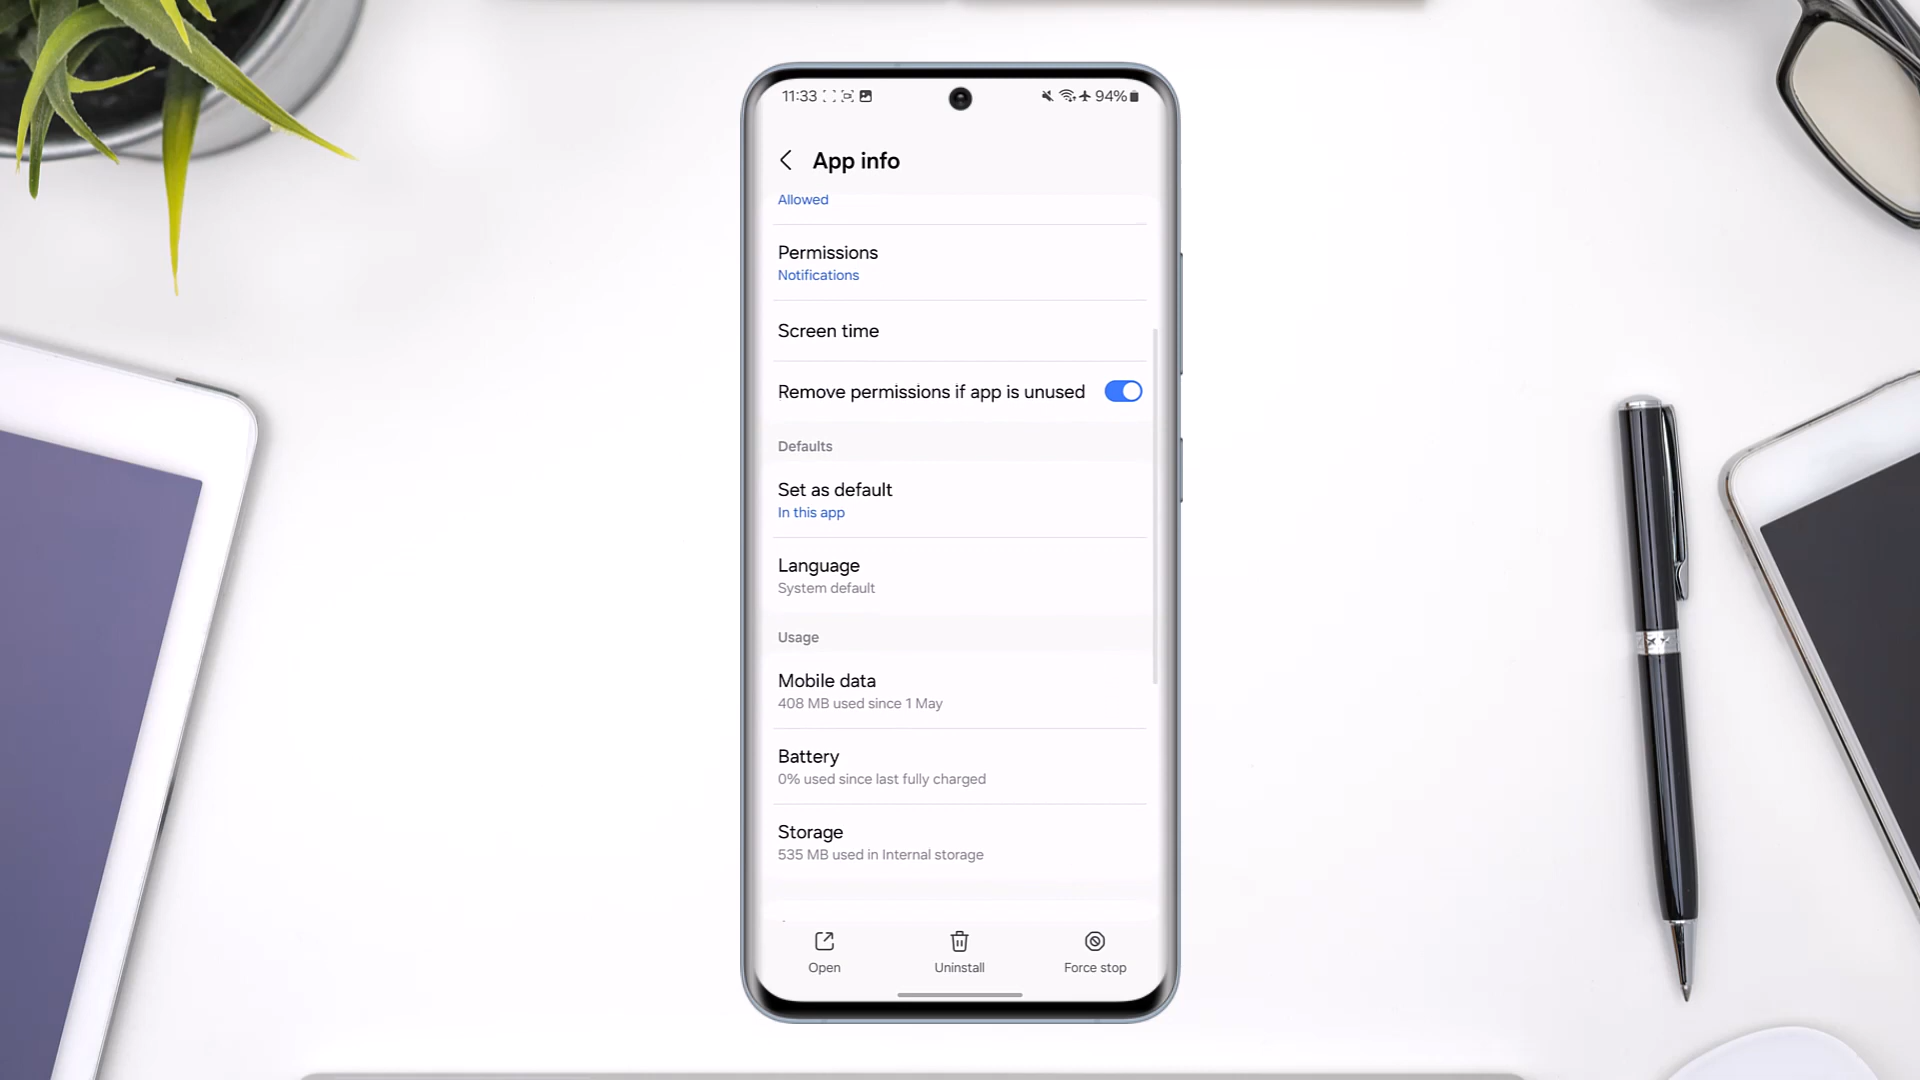 11:33
94%
App info
Allowed
Permissions
Notifications
Screen time
Remove permissions if app is unused
Defaults
Set as default
In this app
Language
System default
Usage
Mobile data
408 MB used since 1 May
Battery
0% used since last fully charged
Storage
535 MB used in Internal storage
Open
Uninstall
Force stop